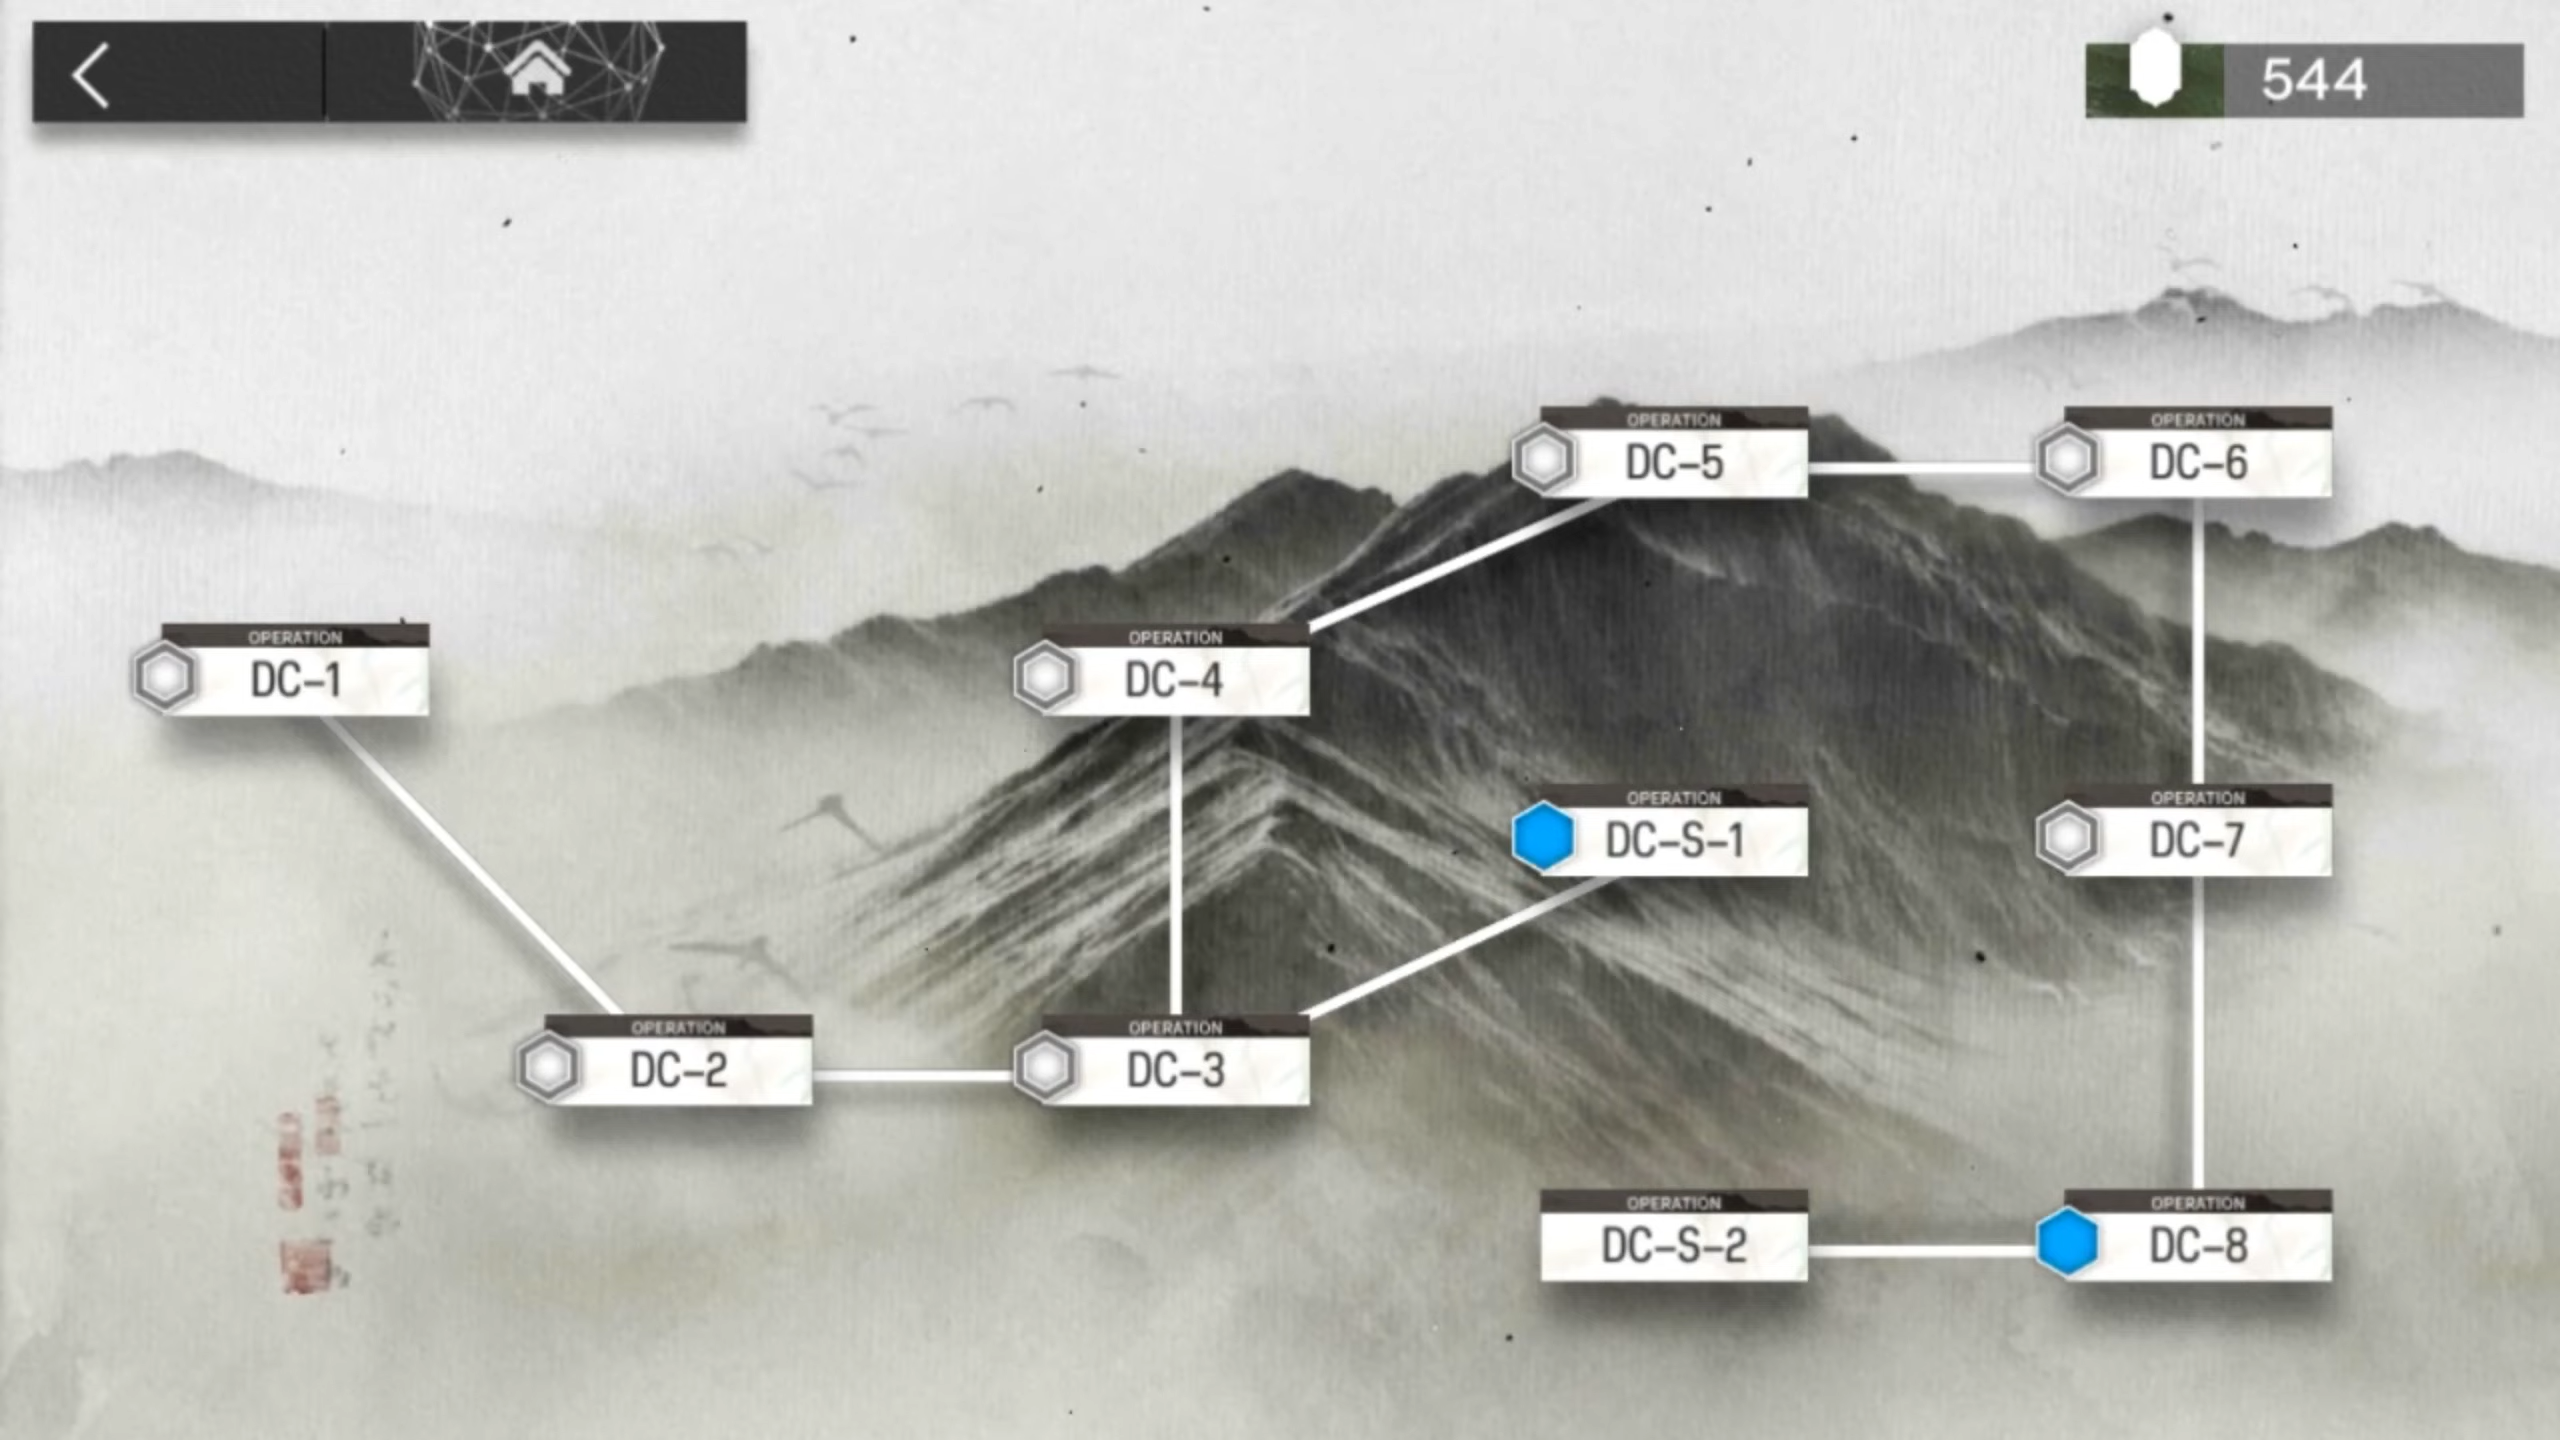 544
OPERATION
DC-5
OPERATION
DC-6
OPERATION
DC-1
OPERATION
DC-4
OPERATION
DC-S-1
OPERATION
DC-7
OPERATION
DC-2
OPERATION
DC-3
OPERATION
DC-S-2
OPERATION
DC-8